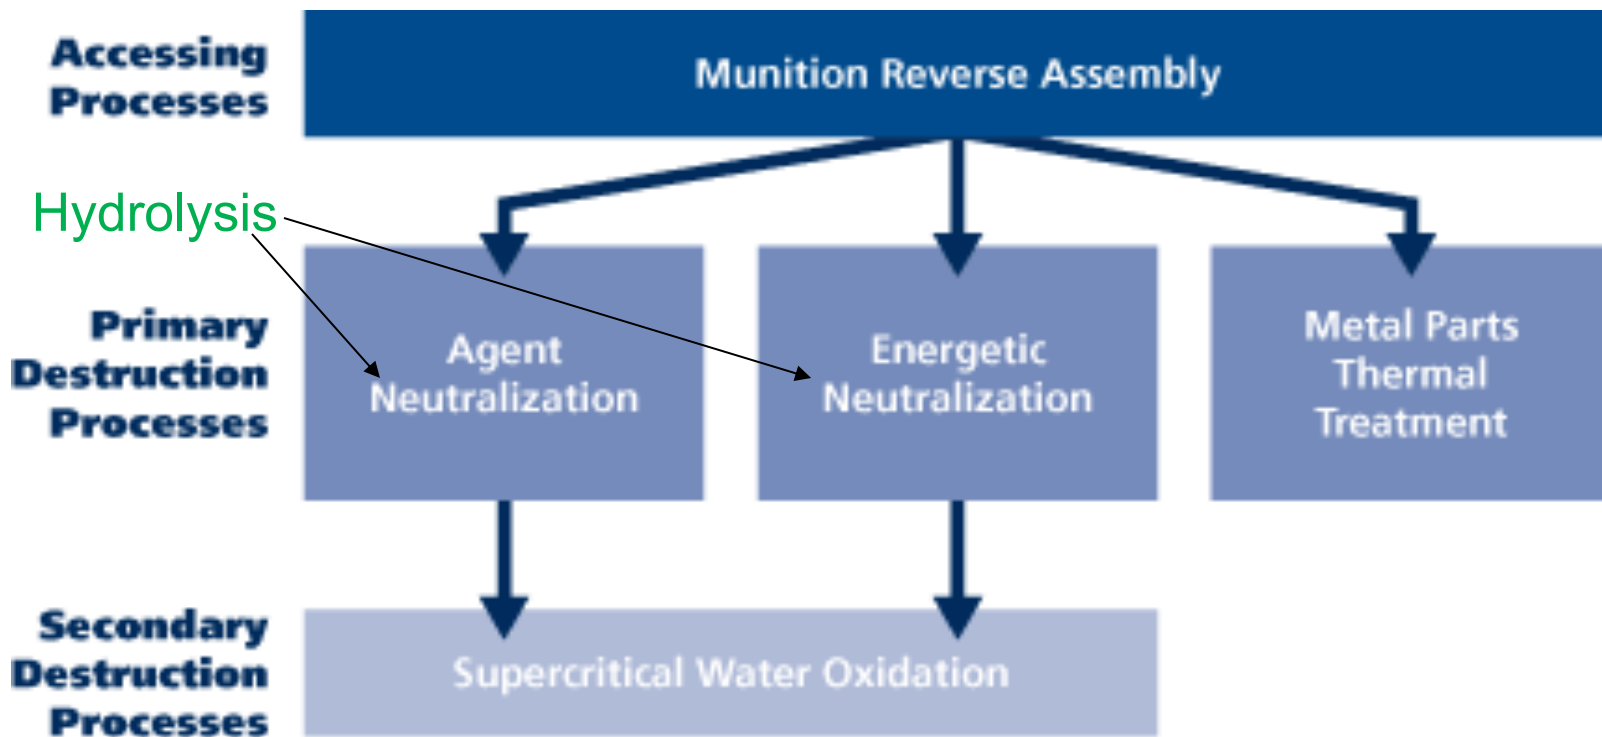 Accessing
Processes
Munition Reverse Assembly
Hydrolysis
Primary
Destruction
Processes
Agent
Neutralization
Energetic
Neutralization
Metal Parts
Thermal
Treatment
Secondary
Destruction
Processes
Supercritical Water Oxidation